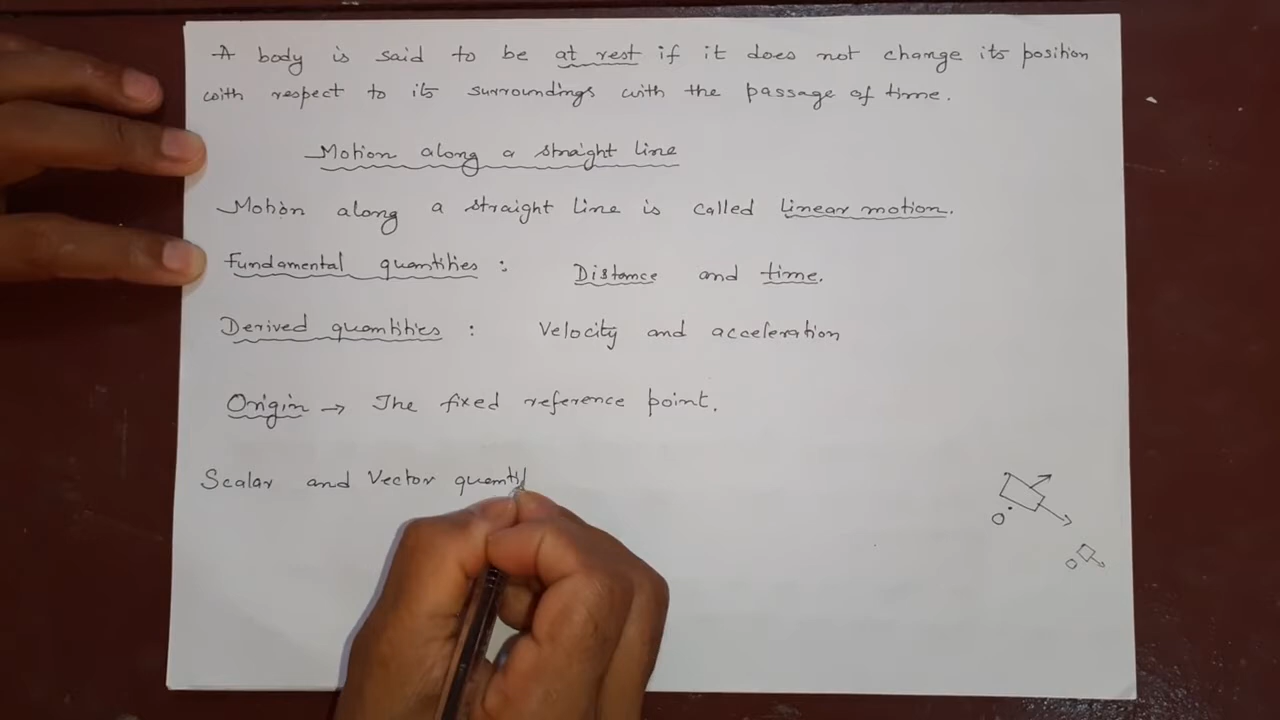 A body is said to be at rest if it does not change its position
with respect to its surroundings with the passage of time.
Motion along a straight line
Motion along a straight line is called linear motion.
Fundamental quantities : Distance and time.
Derived quantities : Velocity and acceleration
Origin → The fixed reference point.
Scalar and Vector quanti
O
O